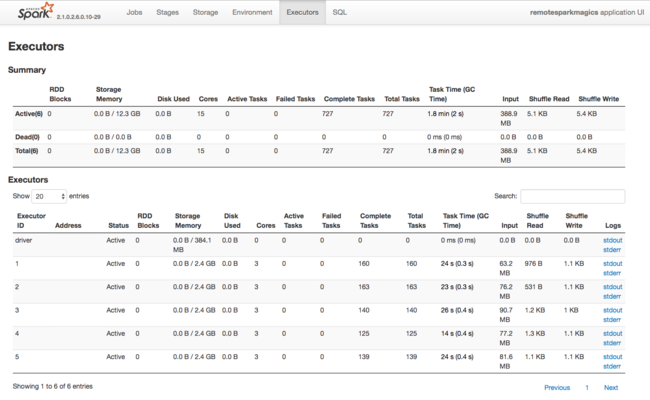 APACHE Spark 2.1.0.2.6.0.10-29 Jobs Stages Storage Environment Executors SQL remotesparkmagics application UI
Executors
Summary
RDD Blocks Storage Memory Disk Used Cores Active Tasks Failed Tasks Complete Tasks Total Tasks Task Time (GC Time) Input Shuffle Read Shuffle Write
Active(6) 0 0.0 B / 12.3 GB 0.0 B 15 0 0 727 727 1.8 min (2 s) 388.9 MB 5.1 KB 5.4 KB
Dead(0) 0 0.0 B / 0.0 B 0.0 B 0 0 0 0 0 0 ms (0 ms) 0.0 B 0.0 B 0.0 B
Total(6) 0 0.0 B / 12.3 GB 0.0 B 15 0 0 727 727 1.8 min (2 s) 388.9 MB 5.1 KB 5.4 KB
Executors
Show 20 entries Search:
Executor ID Address Status RDD Blocks Storage Memory Disk Used Cores Active Tasks Failed Tasks Complete Tasks Total Tasks Task Time (GC Time) Input Shuffle Read Shuffle Write Logs
driver Active 0 0.0 B / 384.1 MB 0.0 B 0 0 0 0 0 0 ms (0 ms) 0.0 B 0.0 B 0.0 B stdout stderr
1 Active 0 0.0 B / 2.4 GB 0.0 B 3 0 0 160 160 24 s (0.3 s) 63.2 MB 976 B 1.1 KB stdout stderr
2 Active 0 0.0 B / 2.4 GB 0.0 B 3 0 0 163 163 23 s (0.3 s) 76.2 MB 531 B 1.1 KB stdout stderr
3 Active 0 0.0 B / 2.4 GB 0.0 B 3 0 0 140 140 26 s (0.4 s) 90.7 MB 1.2 KB 1 KB stdout stderr
4 Active 0 0.0 B / 2.4 GB 0.0 B 3 0 0 125 125 14 s (0.4 s) 77.2 MB 1.3 KB 1.1 KB stdout stderr
5 Active 0 0.0 B / 2.4 GB 0.0 B 3 0 0 139 139 24 s (0.4 s) 81.6 MB 1.1 KB 1.1 KB stdout stderr
Showing 1 to 6 of 6 entries Previous 1 Next